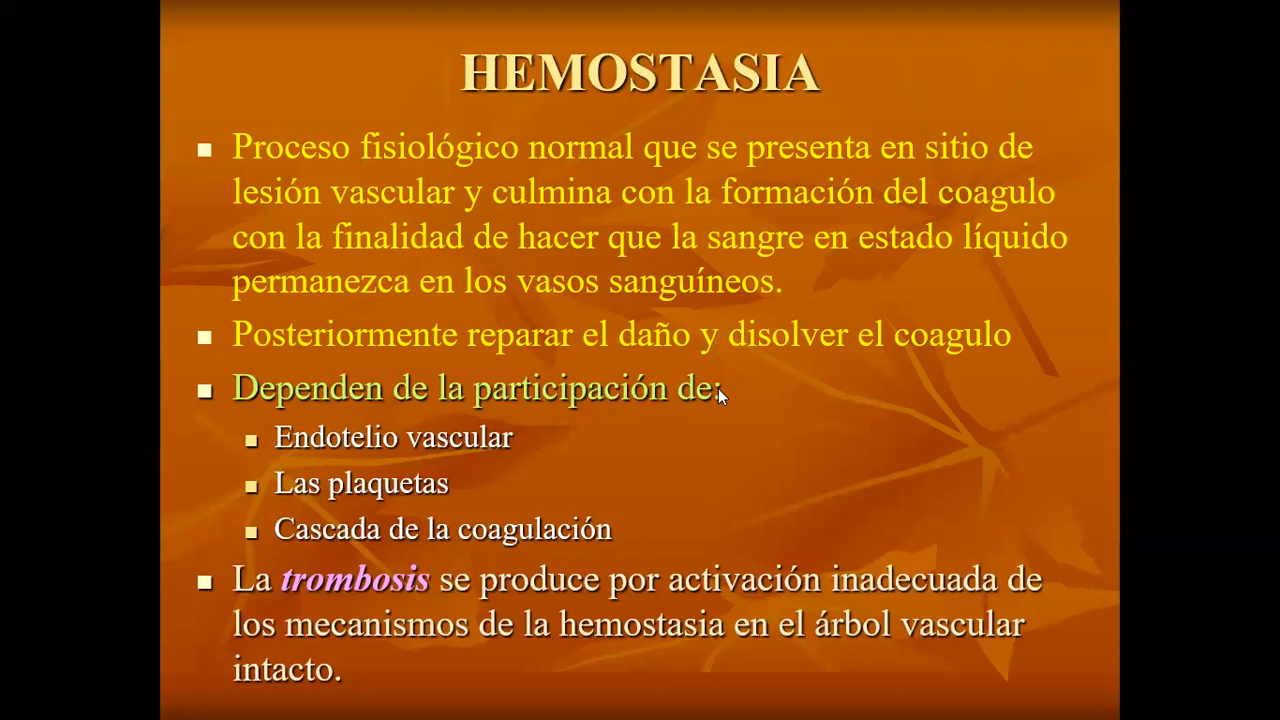 HEMOSTASIA
Proceso fisiológico normal que se presenta en sitio de
lesión vascular y culmina con la formación del coagulo
con la finalidad de hacer que la sangre en estado líquido
permanezca en los vasos sanguíneos.
Posteriormente reparar el daño y disolver el coagulo
Dependen de la participación de:
Endotelio vascular
Las plaquetas
Cascada de la coagulación
La trombosis se produce por activación inadecuada de
los mecanismos de la hemostasia en el árbol vascular
intacto.